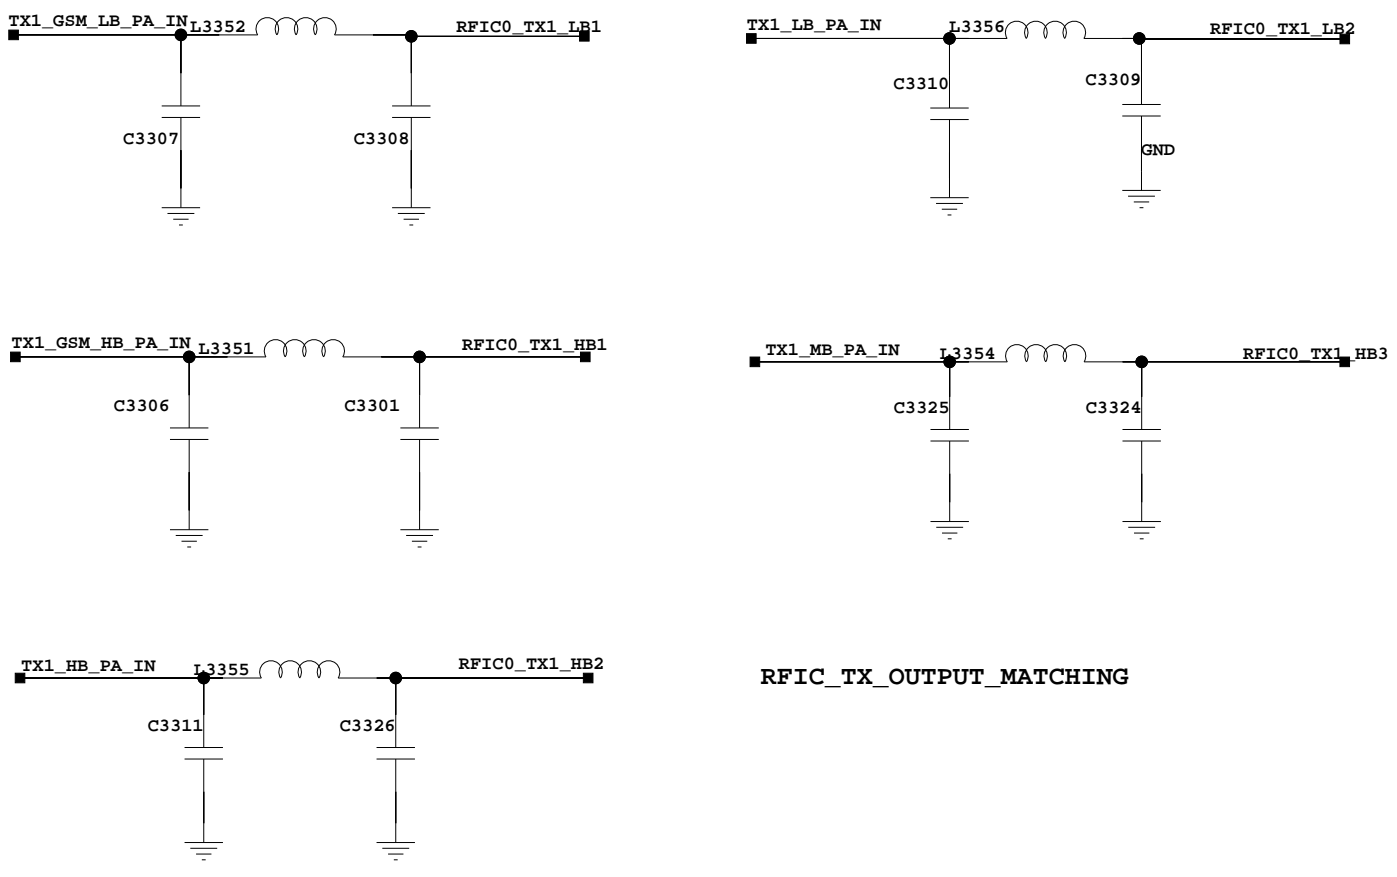 TX1_GSM_LB_PA_IN L3352 RFIC0_TX1_LB1
C3307 C3308
TX1_LB_PA_IN L3356 RFIC0_TX1_LB2
C3310 C3309
GND
TX1_GSM_HB_PA_IN L3351 RFIC0_TX1_HB1
C3306 C3301
TX1_MB_PA_IN L3354 RFIC0_TX1_HB3
C3325 C3324
TX1_HB_PA_IN L3355 RFIC0_TX1_HB2
C3311 C3326
RFIC_TX_OUTPUT_MATCHING